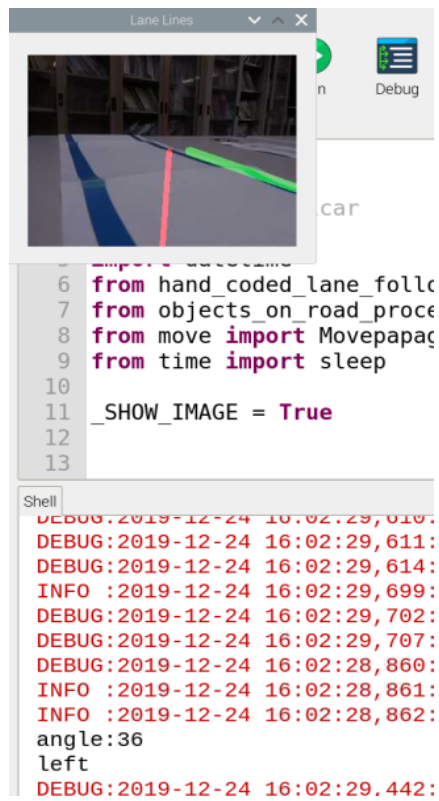 Lane Lines
n
Debug
car
import datetime
6 from hand_coded_lane_follo
7 from objects_on_road_proce
8 from move import Movepapag
9 from time import sleep
10
11 _SHOW_IMAGE = True
12
13
Shell
DEBUG:2019-12-24 16:02:29,610:
DEBUG:2019-12-24 16:02:29,611:
DEBUG:2019-12-24 16:02:29,614:
INFO :2019-12-24 16:02:29,699:
DEBUG:2019-12-24 16:02:29,702:
DEBUG:2019-12-24 16:02:29,707:
DEBUG:2019-12-24 16:02:28,860:
INFO :2019-12-24 16:02:28,861:
INFO :2019-12-24 16:02:28,862:
angle:36
left
DEBUG:2019-12-24 16:02:29,442: